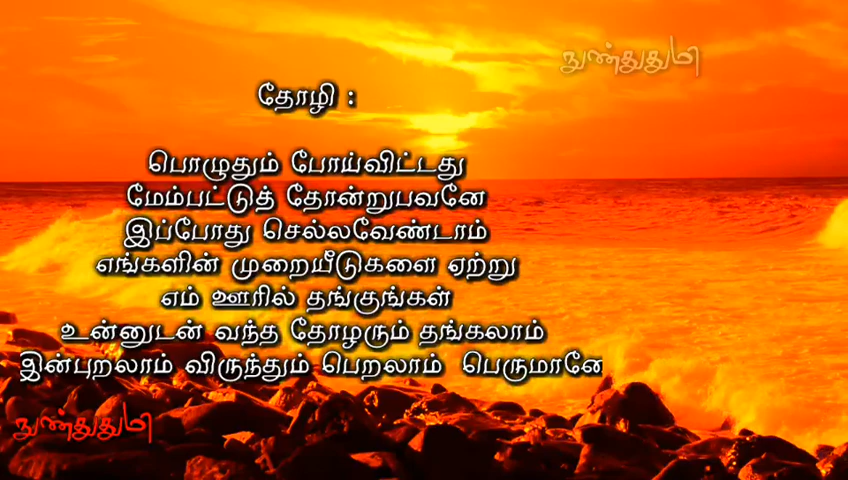 நுண்துதுமி
தோழி :
பொழுதும் போய்விட்டது
மேம்பட்டுத் தோன்றுபவனே
இப்போது செல்லவேண்டாம்
எங்களின் முறையீடுகளை ஏற்று
எம் ஊரில் தங்குங்கள்
உன்னுடன் வந்த தோழரும் தங்கலாம்
இன்புறலாம் விருந்தும் பெறலாம் பெருமானே
நுண்துதுமி